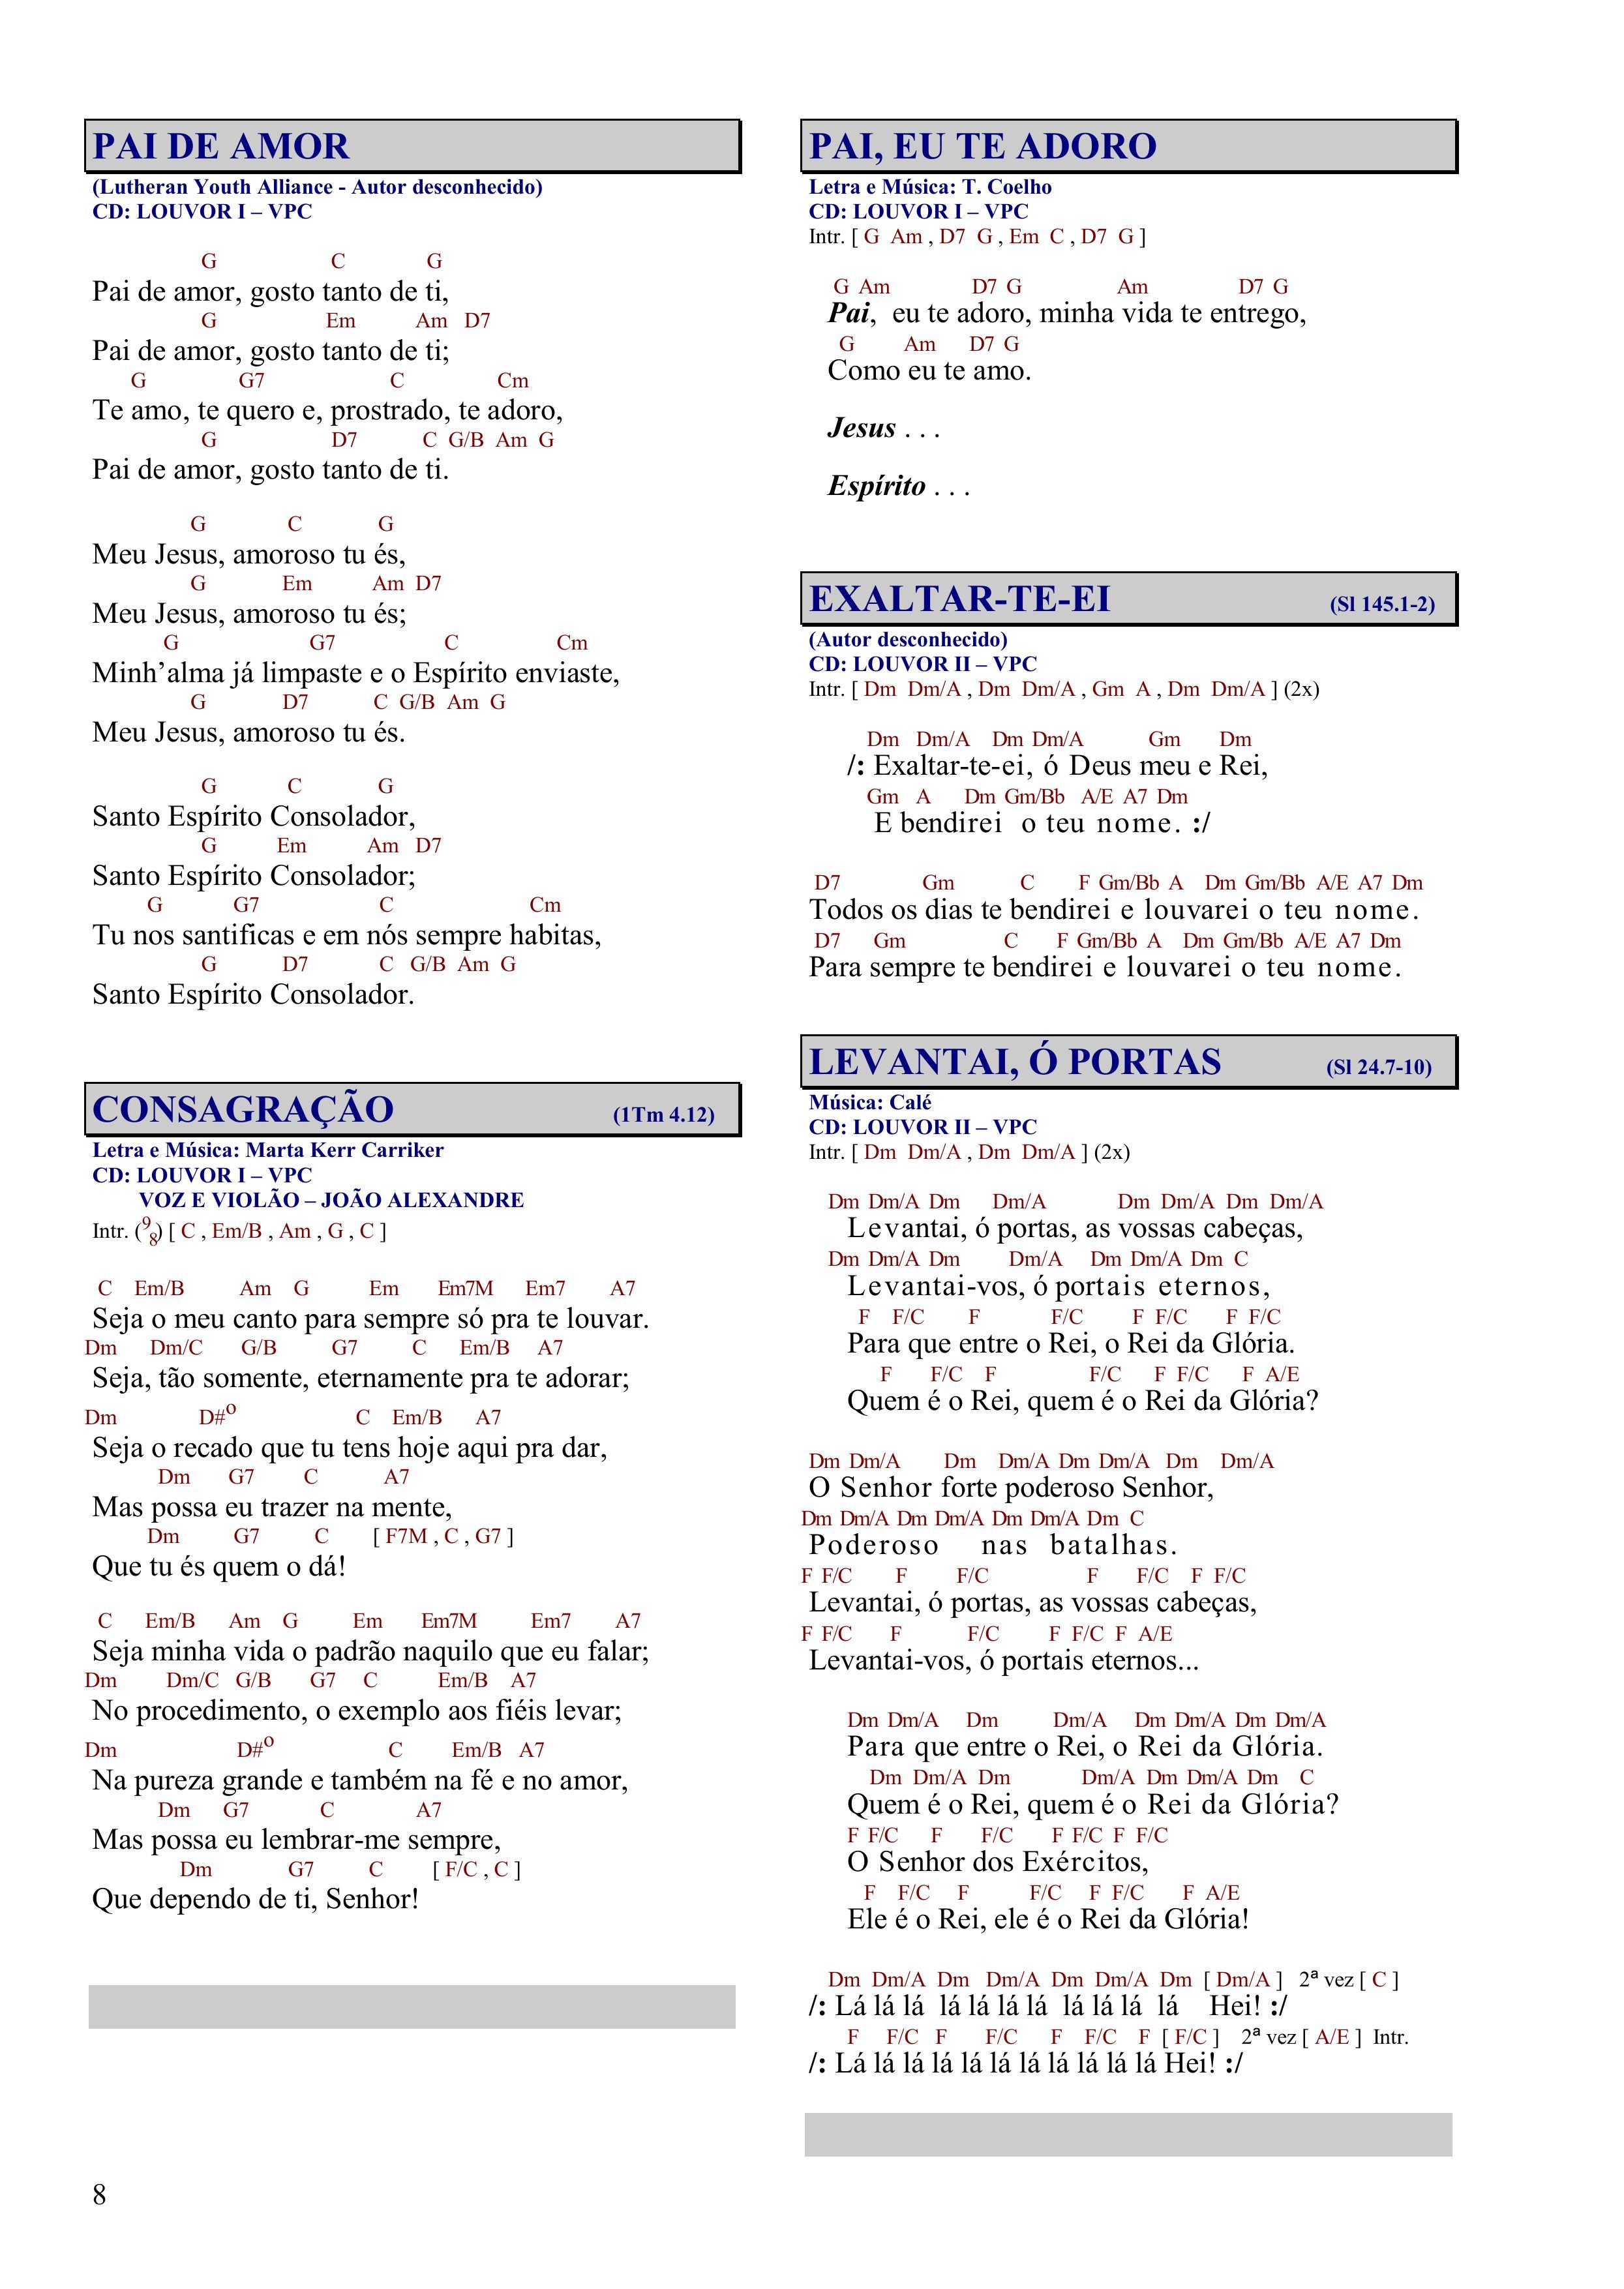 PAI DE AMOR
(Lutheran Youth Alliance - Autor desconhecido)
CD: LOUVOR I – VPC
G C G
Pai de amor, gosto tanto de ti,
G Em Am D7
Pai de amor, gosto tanto de ti;
G G7 C Cm
Te amo, te quero e, prostrado, te adoro,
G D7 C G/B Am G
Pai de amor, gosto tanto de ti.
G C G
Meu Jesus, amoroso tu és,
G Em Am D7
Meu Jesus, amoroso tu és;
G G7 C Cm
Minh’alma já limpaste e o Espírito enviaste,
G D7 C G/B Am G
Meu Jesus, amoroso tu és.
G C G
Santo Espírito Consolador,
G Em Am D7
Santo Espírito Consolador;
G G7 C Cm
Tu nos santificas e em nós sempre habitas,
G D7 C G/B Am G
Santo Espírito Consolador.
CONSAGRAÇÃO (1Tm 4.12)
Letra e Música: Marta Kerr Carriker
CD: LOUVOR I – VPC
VOZ E VIOLÃO – JOÃO ALEXANDRE
Intr. (9 8) [ C , Em/B , Am , G , C ]
C Em/B Am G Em Em7M Em7 A7
Seja o meu canto para sempre só pra te louvar.
Dm Dm/C G/B G7 C Em/B A7
Seja, tão somente, eternamente pra te adorar;
Dm D#º C Em/B A7
Seja o recado que tu tens hoje aqui pra dar,
Dm G7 C A7
Mas possa eu trazer na mente,
Dm G7 C [ F7M , C , G7 ]
Que tu és quem o dá!
C Em/B Am G Em Em7M Em7 A7
Seja minha vida o padrão naquilo que eu falar;
Dm Dm/C G/B G7 C Em/B A7
No procedimento, o exemplo aos fiéis levar;
Dm D#º C Em/B A7
Na pureza grande e também na fé e no amor,
Dm G7 C A7
Mas possa eu lembrar-me sempre,
Dm G7 C [ F/C , C ]
Que dependo de ti, Senhor!
PAI, EU TE ADORO
Letra e Música: T. Coelho
CD: LOUVOR I – VPC
Intr. [ G Am , D7 G , Em C , D7 G ]
G Am D7 G Am D7 G
Pai, eu te adoro, minha vida te entrego,
G Am D7 G
Como eu te amo.
Jesus . . .
Espírito . . .
EXALTAR-TE-EI (Sl 145.1-2)
(Autor desconhecido)
CD: LOUVOR II – VPC
Intr. [ Dm Dm/A , Dm Dm/A , Gm A , Dm Dm/A ] (2x)
Dm Dm/A Dm Dm/A Gm Dm
/: Exaltar-te-ei, ó Deus meu e Rei,
Gm A Dm Gm/Bb A/E A7 Dm
E bendirei o teu nome. :/
D7 Gm C F Gm/Bb A Dm Gm/Bb A/E A7 Dm
Todos os dias te bendirei e louvarei o teu nome.
D7 Gm C F Gm/Bb A Dm Gm/Bb A/E A7 Dm
Para sempre te bendirei e louvarei o teu nome.
LEVANTAI, Ó PORTAS (Sl 24.7-10)
Música: Calé
CD: LOUVOR II – VPC
Intr. [ Dm Dm/A , Dm Dm/A ] (2x)
Dm Dm/A Dm Dm/A Dm Dm/A Dm Dm/A
Levantai, ó portas, as vossas cabeças,
Dm Dm/A Dm Dm/A Dm Dm/A Dm C
Levantai-vos, ó portais eternos,
F F/C F F/C F F/C F F/C
Para que entre o Rei, o Rei da Glória.
F F/C F F/C F F/C F A/E
Quem é o Rei, quem é o Rei da Glória?
Dm Dm/A Dm Dm/A Dm Dm/A Dm Dm/A
O Senhor forte poderoso Senhor,
Dm Dm/A Dm Dm/A Dm Dm/A Dm C
Poderoso nas batalhas.
F F/C F F/C F F/C F F/C
Levantai, ó portas, as vossas cabeças,
F F/C F F/C F F/C F A/E
Levantai-vos, ó portais eternos...
Dm Dm/A Dm Dm/A Dm Dm/A Dm Dm/A
Para que entre o Rei, o Rei da Glória.
Dm Dm/A Dm Dm/A Dm Dm/A Dm C
Quem é o Rei, quem é o Rei da Glória?
F F/C F F/C F F/C F F/C
O Senhor dos Exércitos,
F F/C F F/C F F/C F A/E
Ele é o Rei, ele é o Rei da Glória!
Dm Dm/A Dm Dm/A Dm Dm/A Dm [ Dm/A ] 2ª vez [ C ]
/: Lá lá lá lá lá lá lá lá lá lá lá Hei! :/
F F/C F F/C F F/C F [ F/C ] 2ª vez [ A/E ] Intr.
/: Lá lá lá lá lá lá lá lá lá lá lá Hei! :/
8